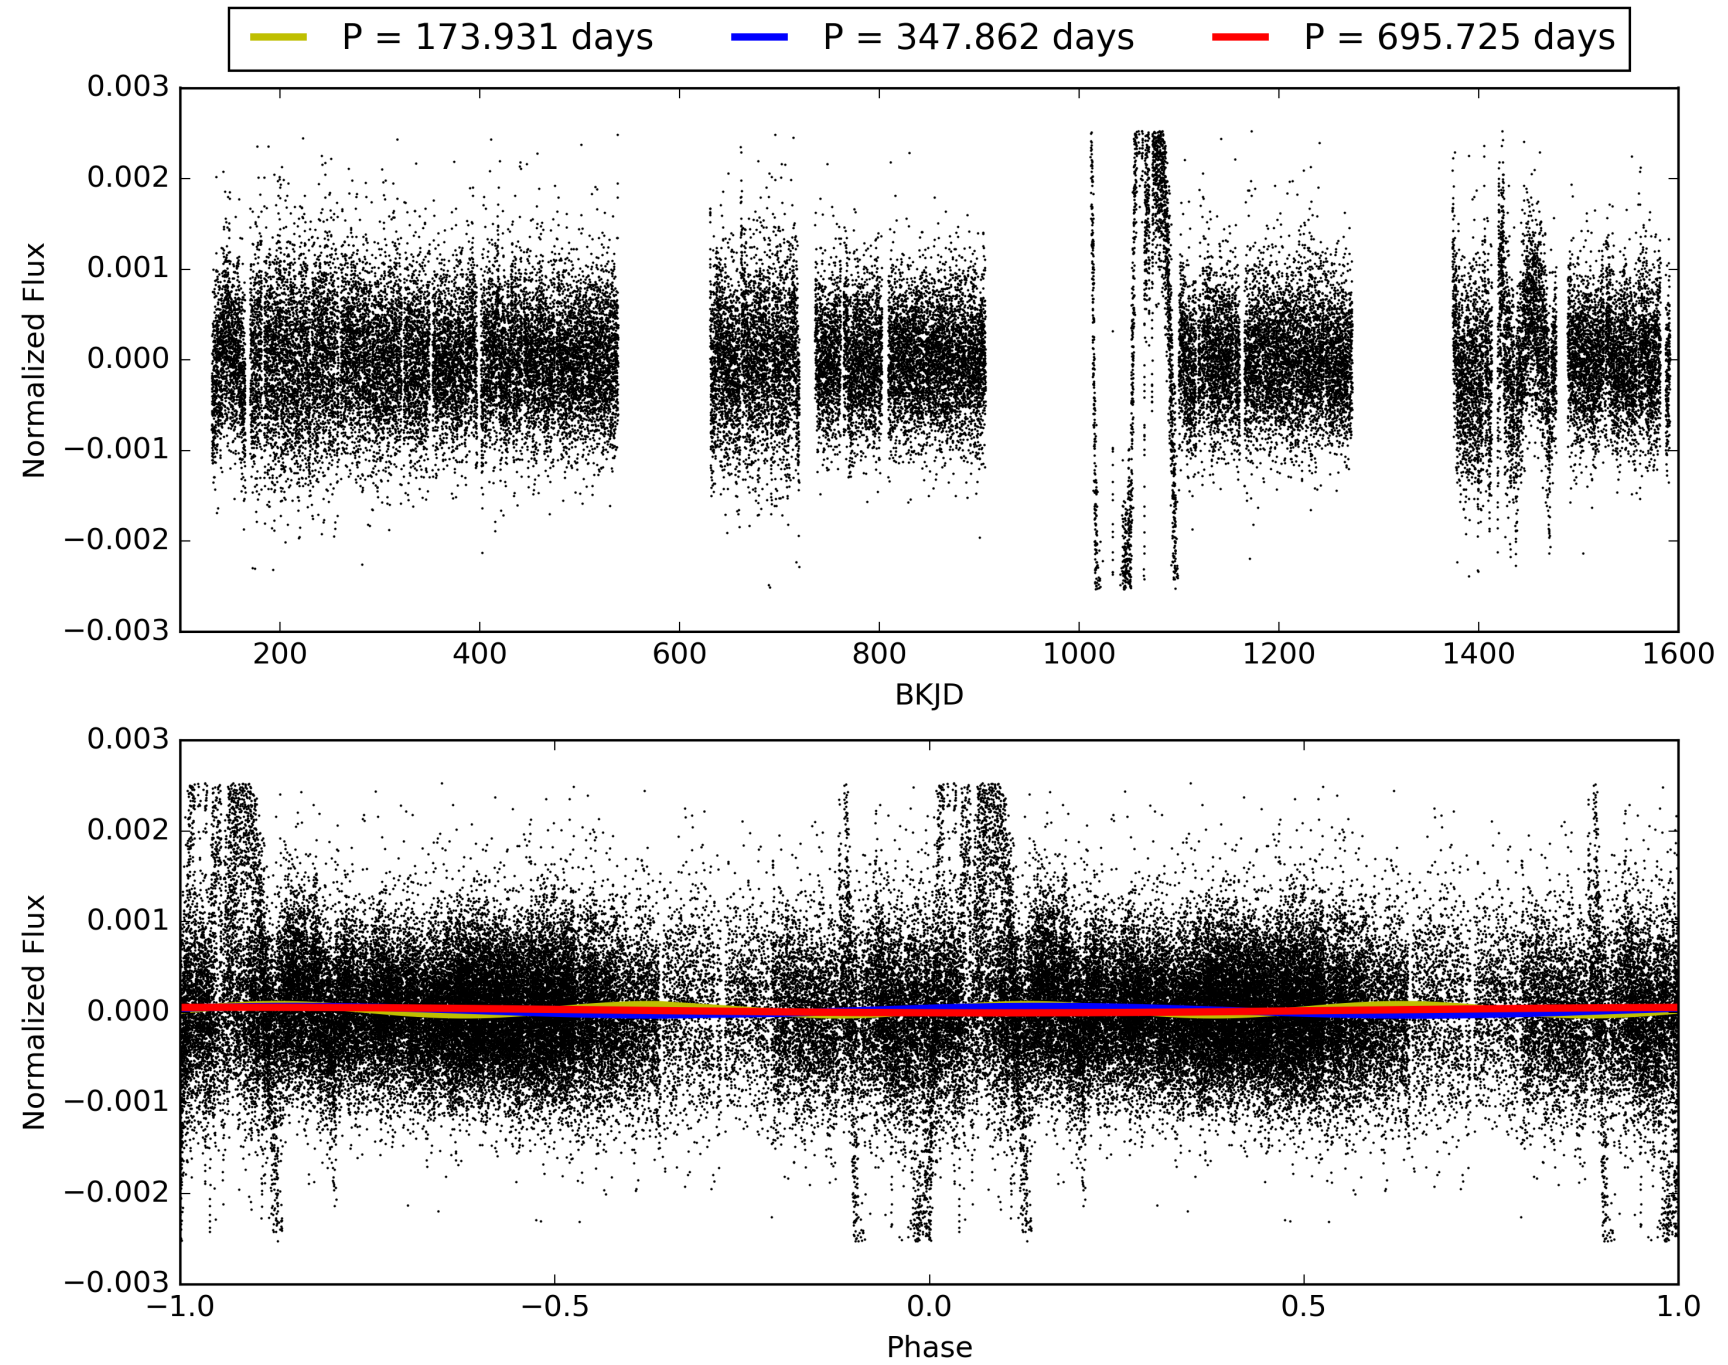 P = 173.931 days P = 347.862 days P = 695.725 days
0.003
0.002
0.001
0.000
−0.001
−0.002
−0.003
Normalized Flux
200 400 600 800 1000 1200 1400 1600
BKJD
0.003
0.002
0.001
0.000
−0.001
−0.002
−0.003
Normalized Flux
−1.0 −0.5 0.0 0.5 1.0
Phase